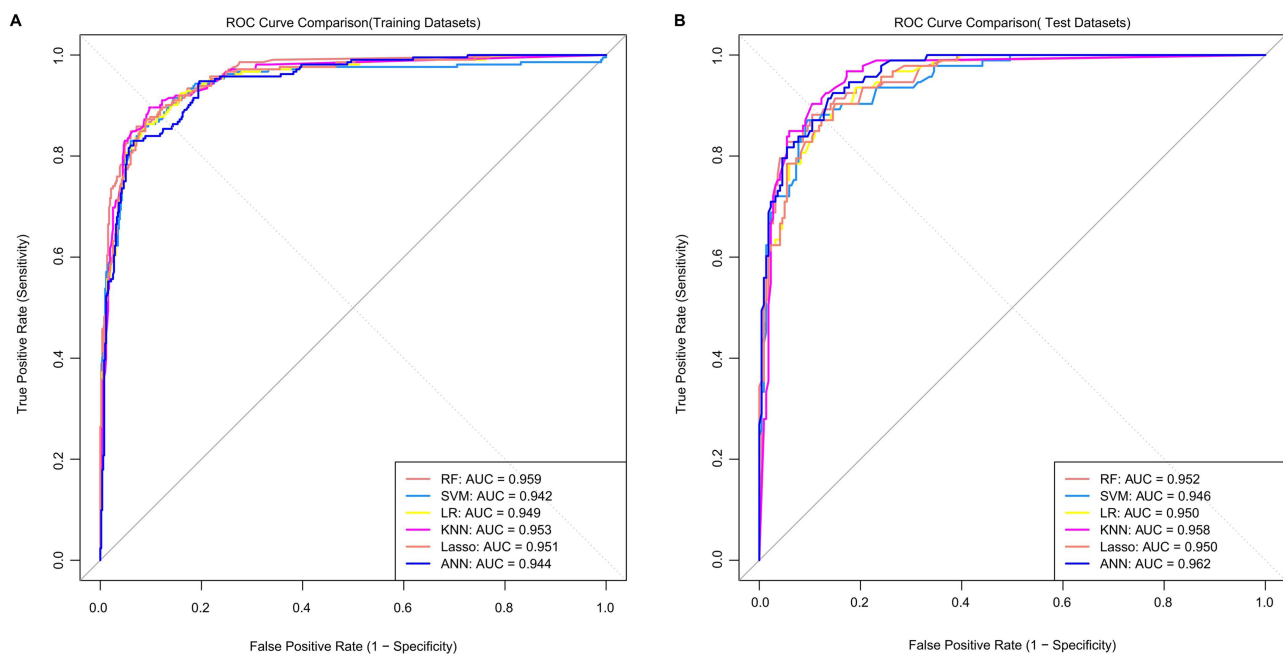 A
ROC Curve Comparison(Training Datasets)
True Positive Rate (Sensitivity)
1.0
0.8
0.6
0.4
0.2
0.0
RF: AUC = 0.959
SVM: AUC = 0.942
LR: AUC = 0.949
KNN: AUC = 0.953
Lasso: AUC = 0.951
ANN: AUC = 0.944
0.0 0.2 0.4 0.6 0.8 1.0
False Positive Rate (1 − Specificity)
B
ROC Curve Comparison( Test Datasets)
True Positive Rate (Sensitivity)
1.0
0.8
0.6
0.4
0.2
0.0
RF: AUC = 0.952
SVM: AUC = 0.946
LR: AUC = 0.950
KNN: AUC = 0.958
Lasso: AUC = 0.950
ANN: AUC = 0.962
0.0 0.2 0.4 0.6 0.8 1.0
False Positive Rate (1 − Specificity)